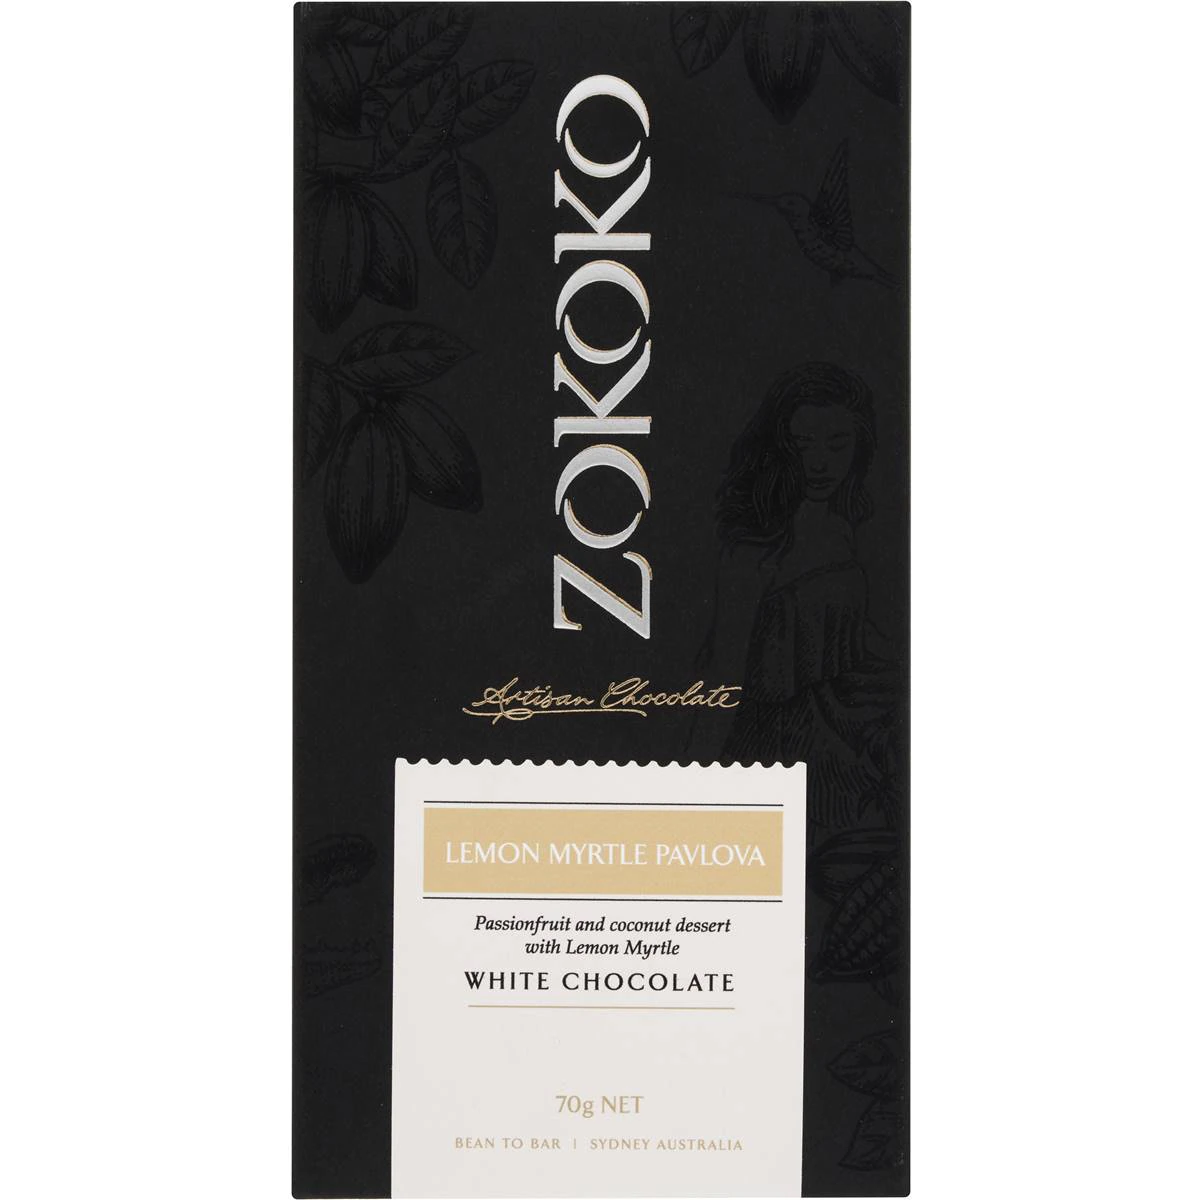 ZOKOKO
Artisan Chocolate
LEMON MYRTLE PAVLOVA
Passionfruit and coconut dessert
with Lemon Myrtle
WHITE CHOCOLATE
70g NET
BEAN TO BAR | SYDNEY AUSTRALIA